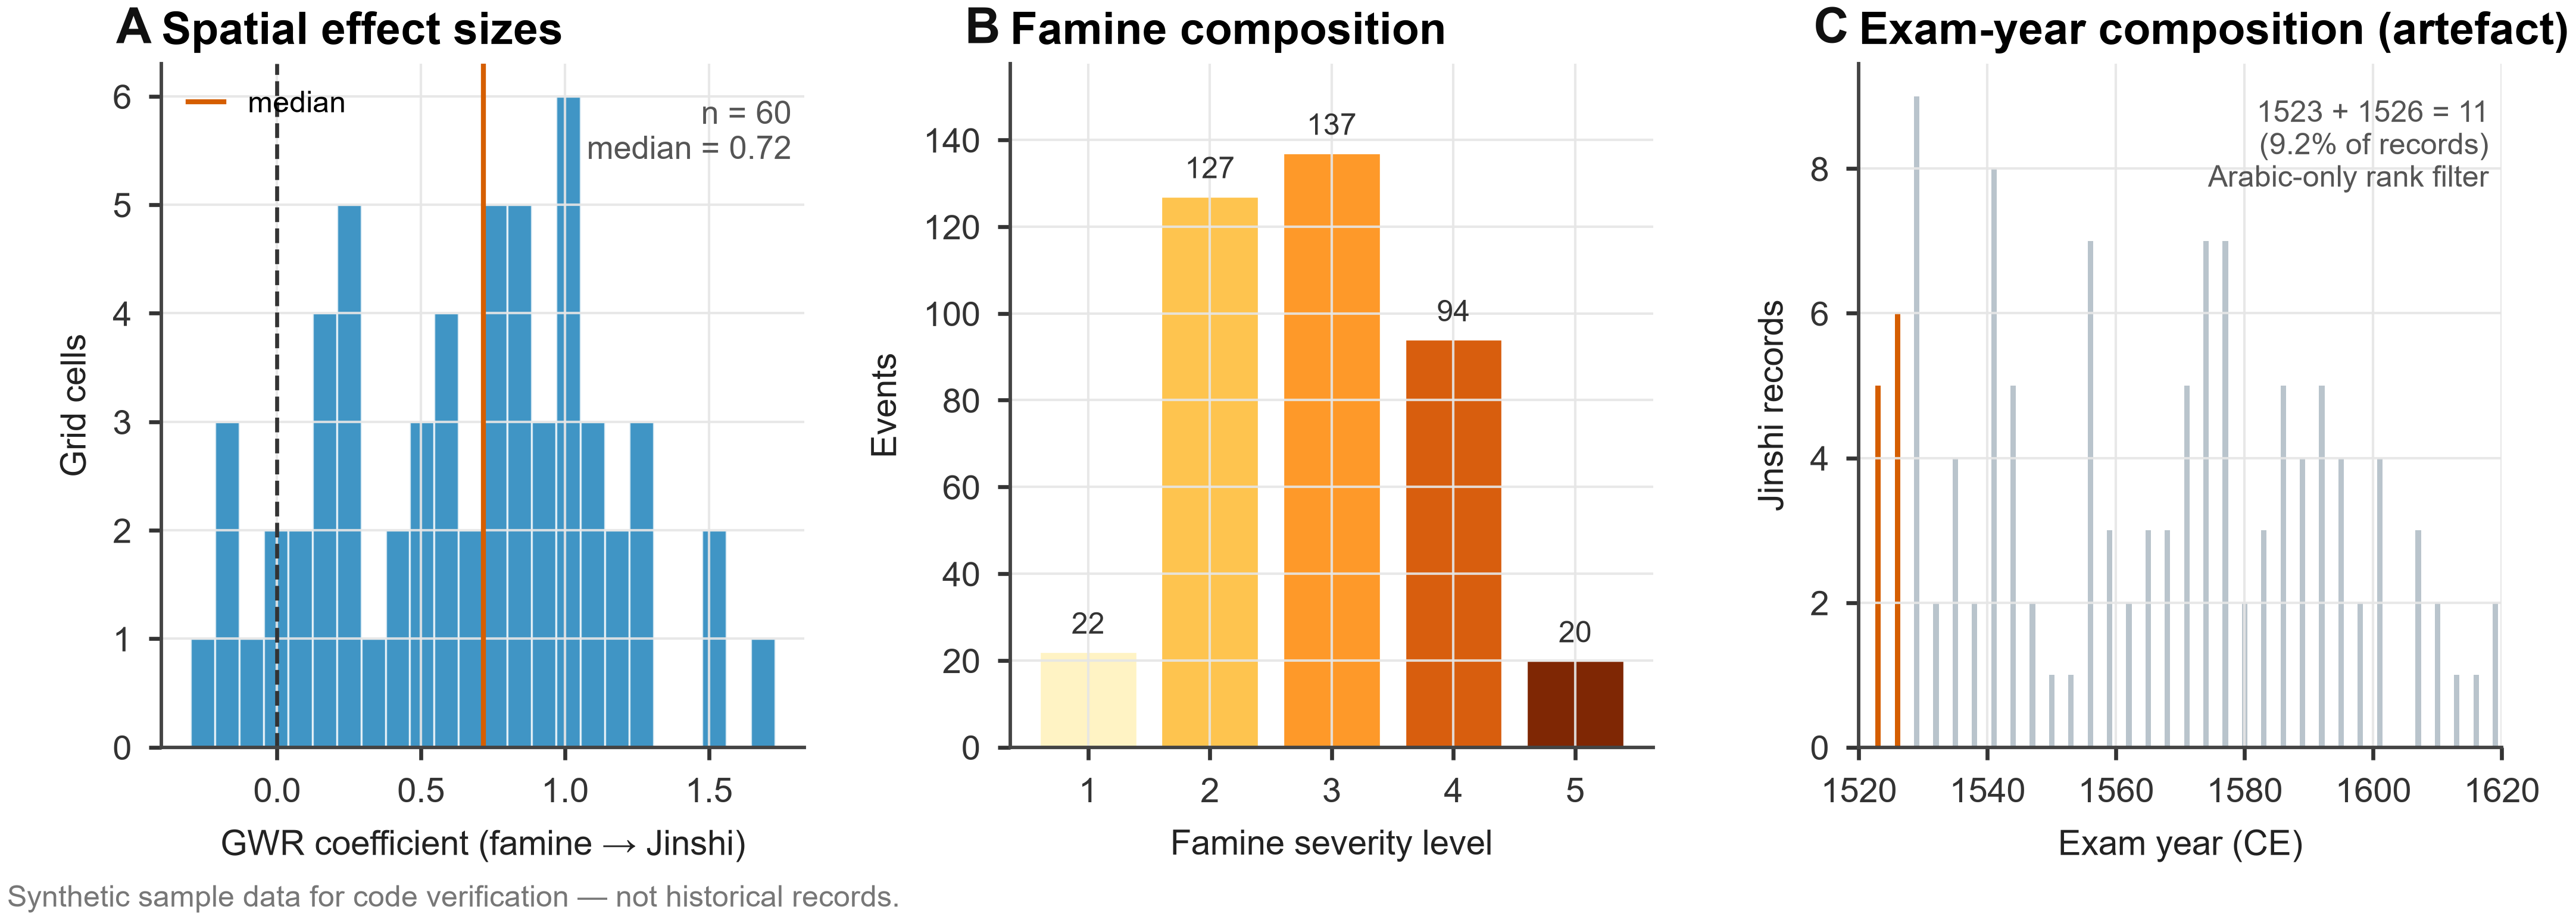 A Spatial effect sizes
median
n = 60
median = 0.72
6
5
4
3
2
1
0
Grid cells
0.0 0.5 1.0 1.5
GWR coefficient (famine → Jinshi)
B Famine composition
140
120
100
80
60
40
20
0
Events
22
127
137
94
20
1 2 3 4 5
Famine severity level
C Exam-year composition (artefact)
1523 + 1526 = 11
(9.2% of records)
Arabic-only rank filter
8
6
4
2
0
Jinshi records
1520 1540 1560 1580 1600 1620
Exam year (CE)
Synthetic sample data for code verification — not historical records.